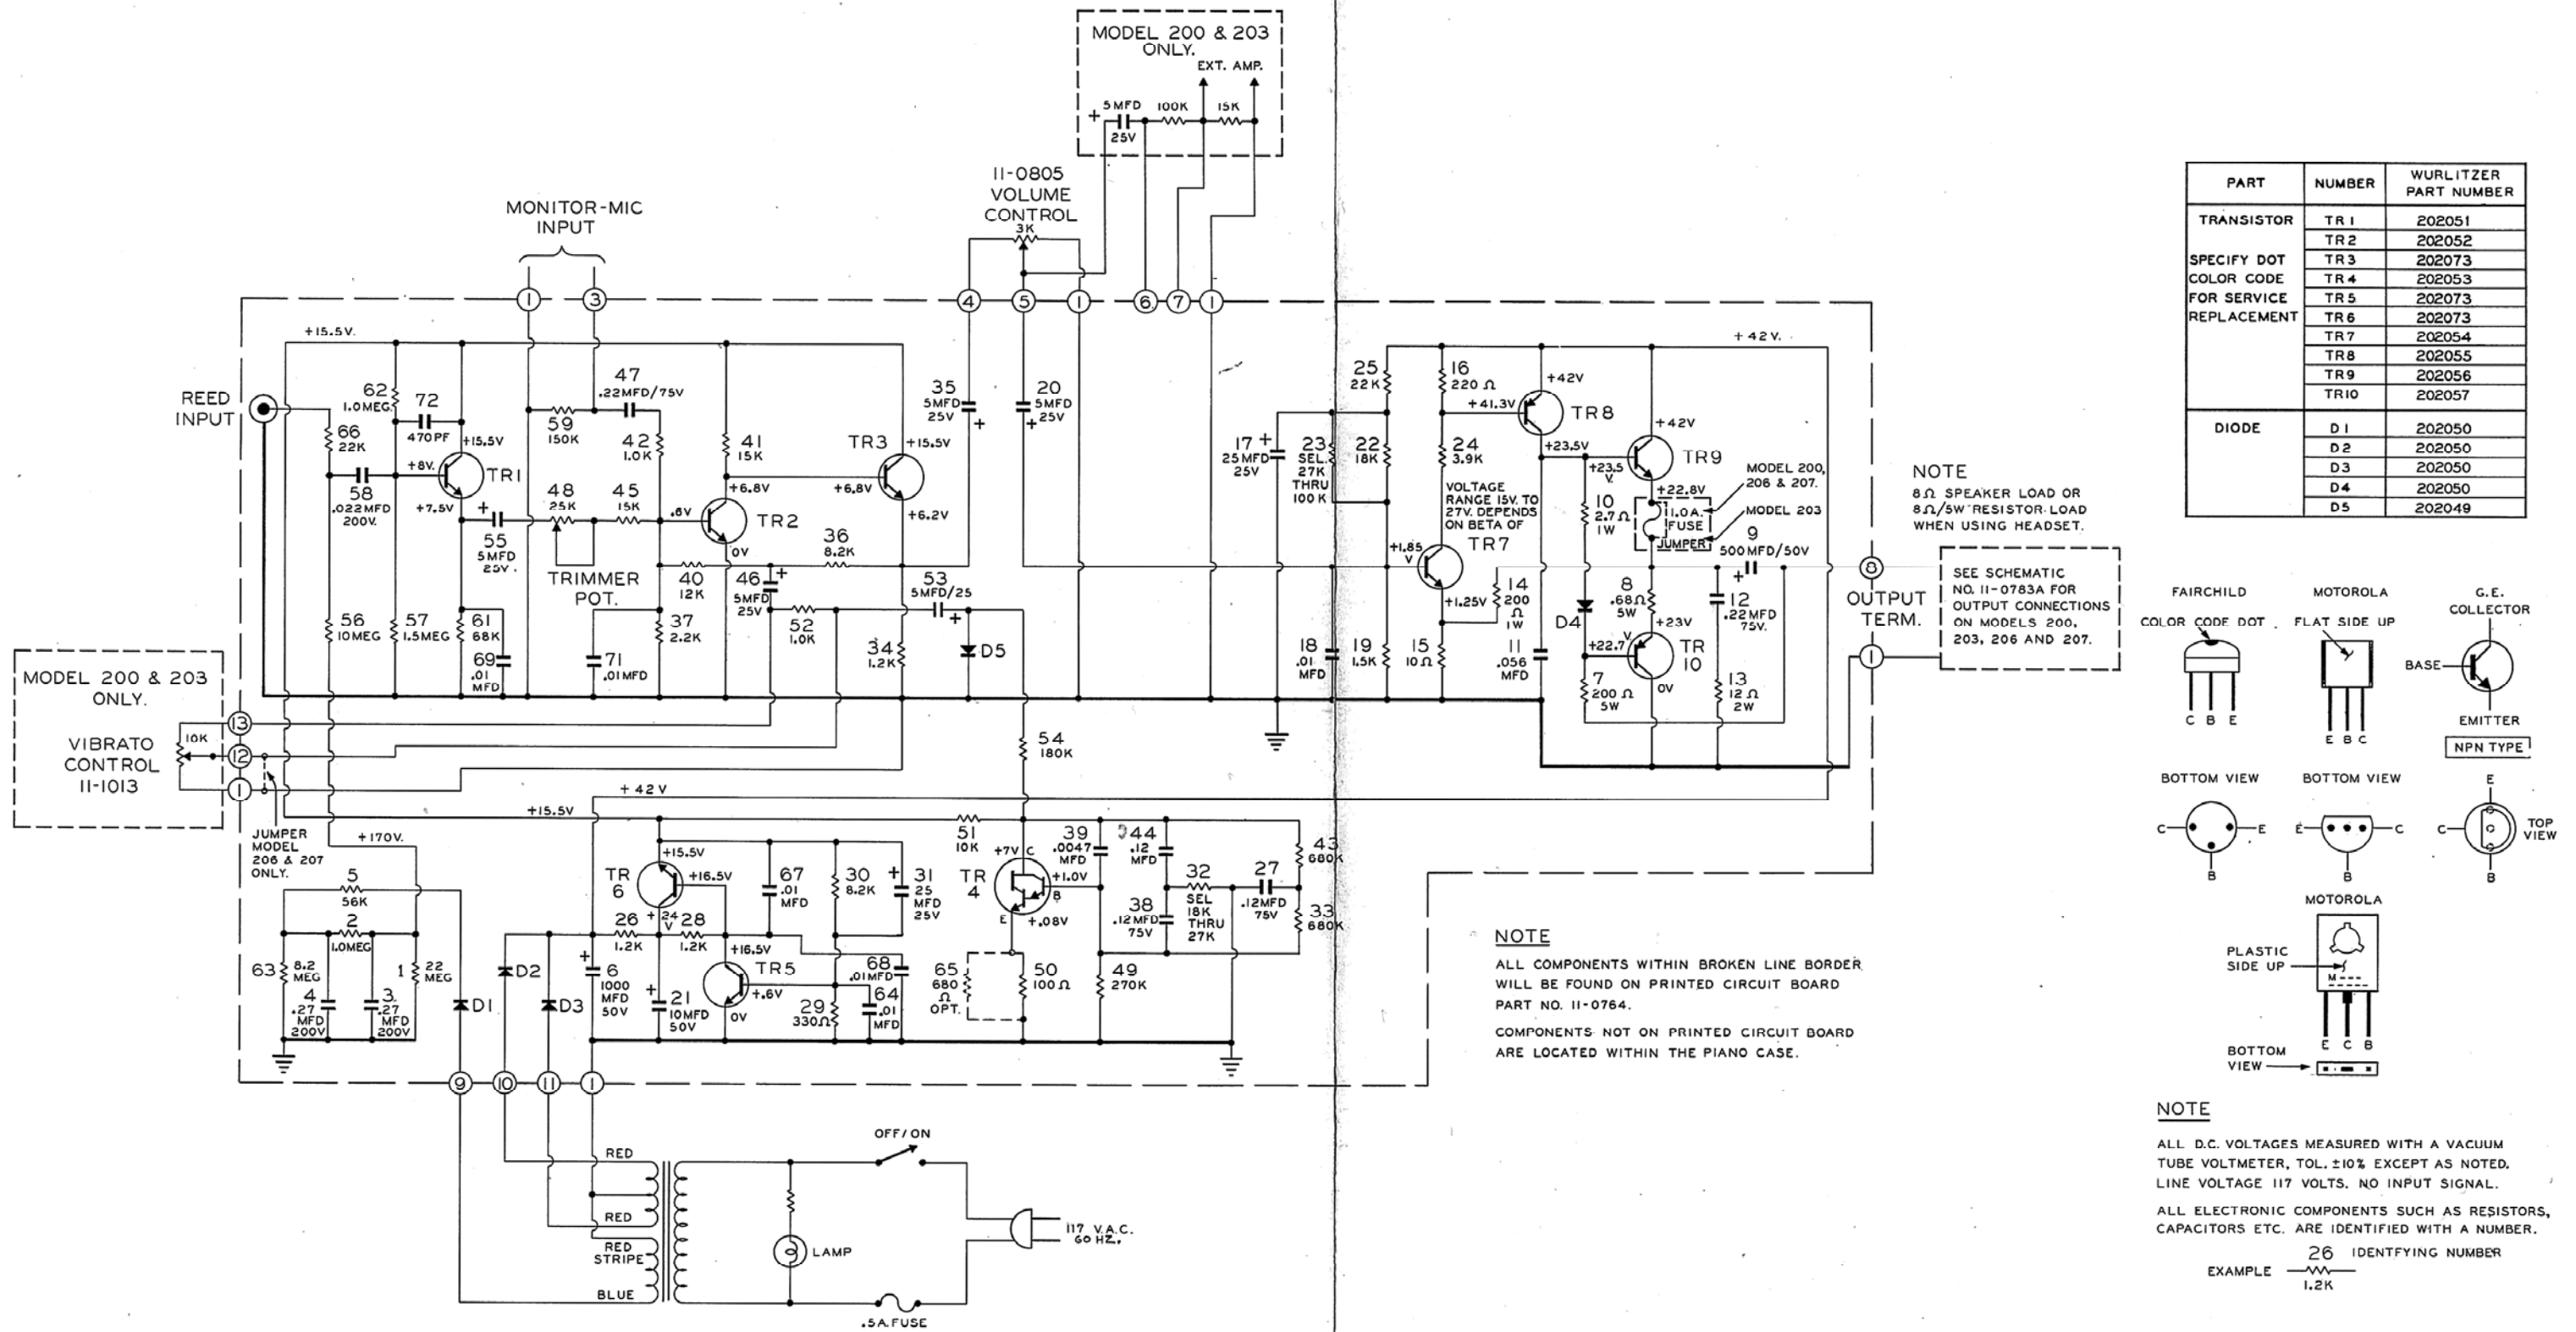 MODEL 200 & 203
ONLY.
EXT. AMP.
5MFD
100K
15K
+
25V
11-0805
VOLUME
CONTROL
3K
MONITOR-MIC
INPUT
1
3
4
5
1
6
7
1
+15.5V.
REED
INPUT
66
22K
62
1.0MEG.
72
470PF
+15.5V
+8V.
TR1
58
.022MFD
200V.
+7.5V
+
55
5MFD
25V.
56
10MEG
57
1.5MEG
61
68K
69
.01
MFD
47
.22MFD/75V
59
150K
42
1.0K
48
25K
45
15K
TRIMMER
POT.
.6V
41
15K
+6.8V
TR2
0V
TR3
+15.5V
+6.8V
+6.2V
36
8.2K
40
12K
46
5MFD
25V
+
37
2.2K
71
.01MFD
52
1.0K
53
5MFD/25
+
34
1.2K
D5
35
5MFD
25V
+
20
5MFD
25V
+
MODEL 200 & 203
ONLY.
VIBRATO
CONTROL
11-1013
10K
13
12
1
JUMPER
MODEL
206 & 207
ONLY.
+170V.
5
56K
2
1.0MEG
63
8.2
MEG
4
.27
MFD
200V
3
.27
MFD
200V
1
22
MEG
D1
D2
D3
+42V
+15.5V
+15.5V
TR
6
+16.5V
+24
V
26
1.2K
28
1.2K
+
6
1000
MFD
50V
+
21
10MFD
50V
+16.5V
TR5
+.6V
0V
67
.01
MFD
30
8.2K
+
31
25
MFD
25V
68
.01MFD
29
330Ω
64
.01
MFD
54
180K
51
10K
+7V
C
TR
4
+1.0V
B
E
+.08V
65
680
Ω
OPT.
50
100Ω
39
.0047
MFD
44
.12
MFD
38
.12MFD
75V
32
SEL
18K
THRU
27K
27
.12MFD
75V
43
680K
33
680K
49
270K
9
10
11
1
RED
RED
RED
STRIPE
BLUE
OFF/ON
LAMP
.5A.FUSE
117 V.A.C.
60 HZ.
+42V.
25
22K
16
220Ω
+42V
+41.3V
TR8
17
25MFD
25V
+
23
SEL.
27K
THRU
100K
22
18K
24
3.9K
VOLTAGE
RANGE 15V. TO
27V. DEPENDS
ON BETA OF
TR7
+1.85
V
+1.25V
18
.01
MFD
19
1.5K
15
10Ω
14
200
Ω
1W
11
.056
MFD
+23.5V
+23.5
V.
10
2.7Ω
1W
+42V
TR9
+22.8V
MODEL 200,
206 & 207.
1.0A.
FUSE
MODEL 203
JUMPER
9
500MFD/50V
+
D4
8
.68Ω
5W
+23V
+22.7
V
TR
10
0V
7
200Ω
5W
12
.22MFD
75V.
13
12Ω
2W
8
OUTPUT
TERM.
1
NOTE
8Ω SPEAKER LOAD OR
8Ω/5W RESISTOR LOAD
WHEN USING HEADSET.
SEE SCHEMATIC
NO. 11-0783A FOR
OUTPUT CONNECTIONS
ON MODELS 200,
203, 206 AND 207.
NOTE
ALL COMPONENTS WITHIN BROKEN LINE BORDER
WILL BE FOUND ON PRINTED CIRCUIT BOARD
PART NO. 11-0764.
COMPONENTS NOT ON PRINTED CIRCUIT BOARD
ARE LOCATED WITHIN THE PIANO CASE.
PART NUMBER WURLITZER PART NUMBER
TRANSISTOR TR1 202051
TR2 202052
SPECIFY DOT TR3 202073
COLOR CODE TR4 202053
FOR SERVICE TR5 202073
REPLACEMENT TR6 202073
TR7 202054
TR8 202055
TR9 202056
TR10 202057
DIODE D1 202050
D2 202050
D3 202050
D4 202050
D5 202049
FAIRCHILD
COLOR CODE DOT
C B E
MOTOROLA
FLAT SIDE UP
E B C
G.E.
COLLECTOR
BASE
EMITTER
NPN TYPE
BOTTOM VIEW
C E
B
BOTTOM VIEW
E C
B
E
C
B
TOP
VIEW
MOTOROLA
PLASTIC
SIDE UP
M
E C B
BOTTOM
VIEW
NOTE
ALL D.C. VOLTAGES MEASURED WITH A VACUUM
TUBE VOLTMETER, TOL. ±10% EXCEPT AS NOTED.
LINE VOLTAGE 117 VOLTS. NO INPUT SIGNAL.
ALL ELECTRONIC COMPONENTS SUCH AS RESISTORS,
CAPACITORS ETC. ARE IDENTIFIED WITH A NUMBER.
26 IDENTFYING NUMBER
EXAMPLE
1.2K